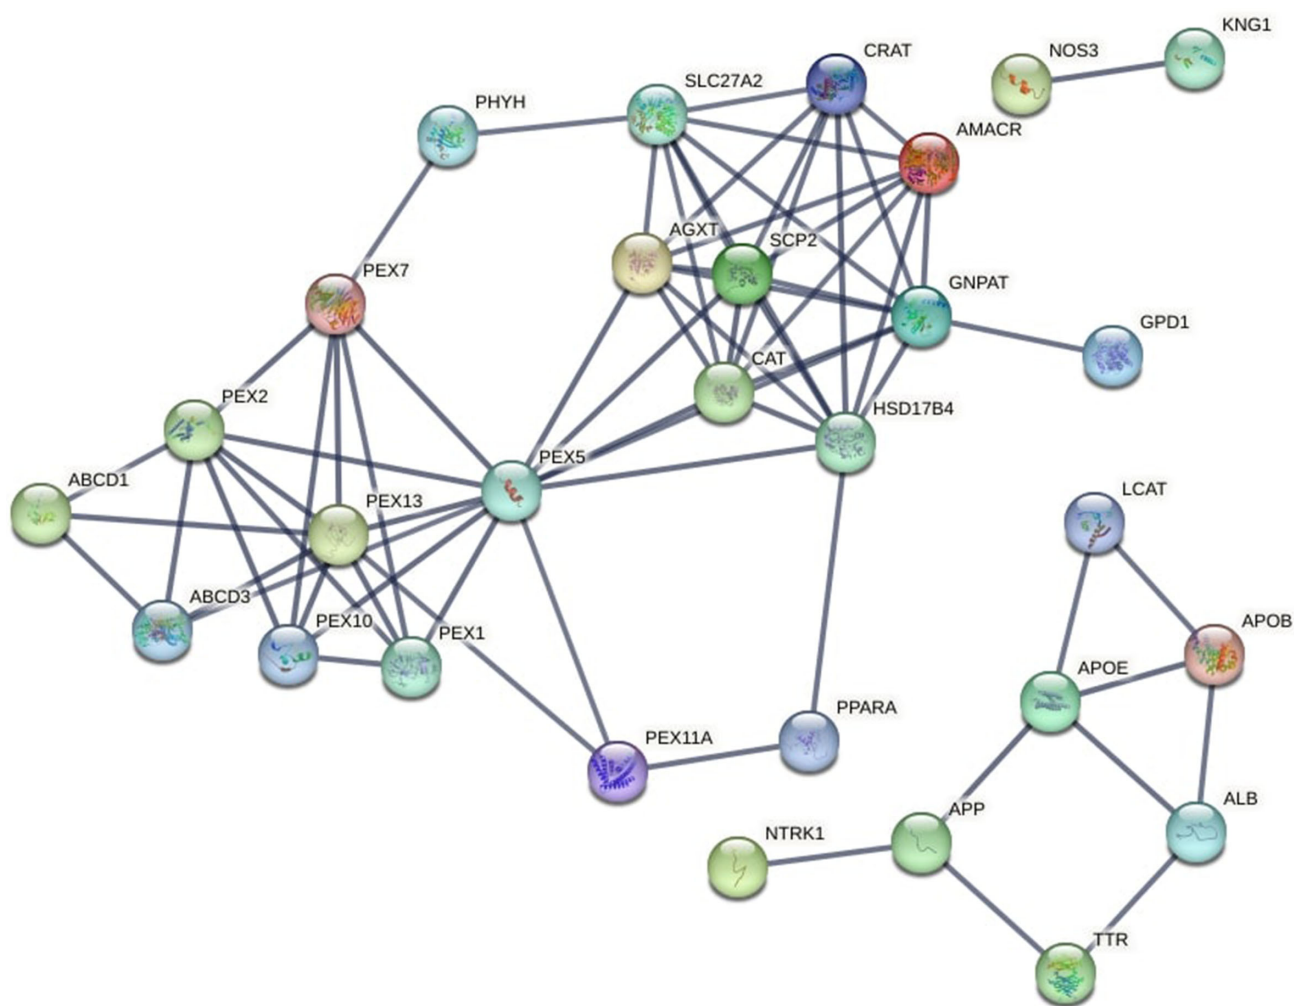 KNG1
NOS3
CRAT
SLC27A2
PHYH
AMACR
AGXT
SCP2
PEX7
GNPAT
GPD1
CAT
PEX2
HSD17B4
PEX5
ABCD1
LCAT
PEX13
ABCD3
PEX10
APOB
PEX1
APOE
PPARA
PEX11A
ALB
APP
NTRK1
TTR